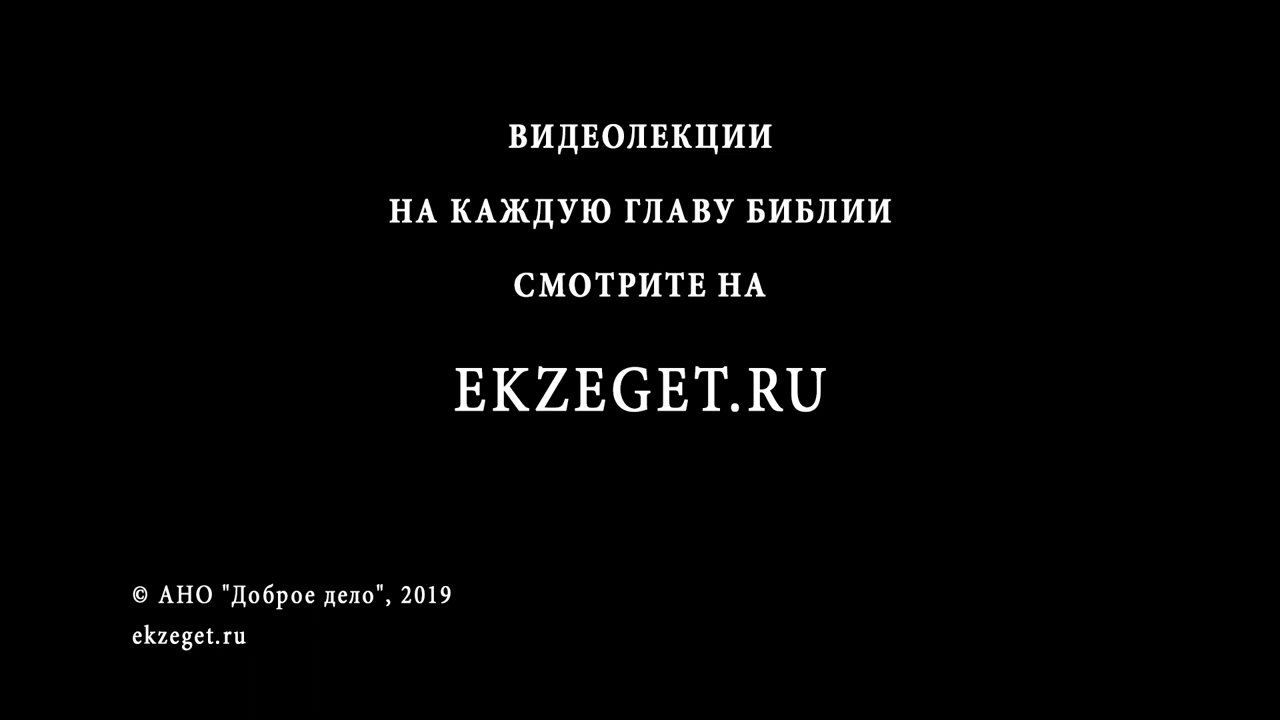 ВИДЕОЛЕКЦИИ
НА КАЖДУЮ ГЛАВУ БИБЛИИ
СМОТРИТЕ НА
EKZEGET.RU
© АНО "Доброе дело", 2019
ekzeget.ru